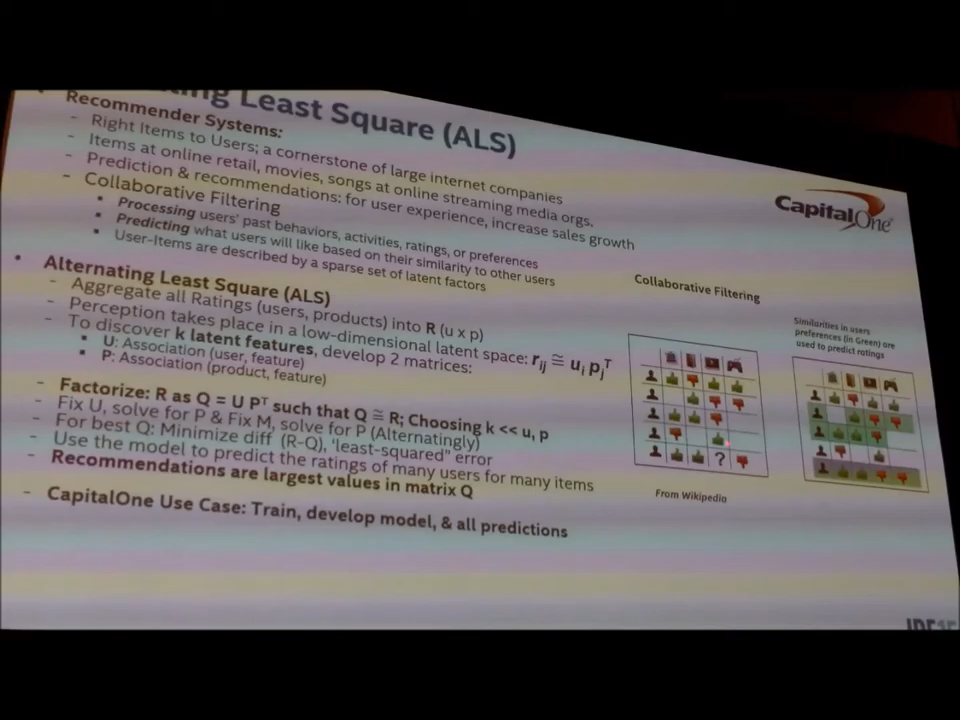 ng Least Square (ALS)
Recommender Systems:
- Right Items to Users; a cornerstone of large internet companies
- Items at online retail, movies, songs at online streaming media orgs.
- Prediction & recommendations: for user experience, increase sales growth
- Collaborative Filtering
▪ Processing users' past behaviors, activities, ratings, or preferences
▪ Predicting what users will like based on their similarity to other users
▪ User-Items are described by a sparse set of latent factors
• Alternating Least Square (ALS)
- Aggregate all Ratings (users, products) into R (u x p)
- Perception takes place in a low-dimensional latent space: r_ij ≅ u_i p_j^T
- To discover k latent features, develop 2 matrices:
▪ U: Association (user, feature)
▪ P: Association (product, feature)
- Factorize: R as Q = U P^T such that Q ≅ R; Choosing k << u, p
- Fix U, solve for P & Fix M, solve for P (Alternatingly)
- For best Q: Minimize diff (R-Q), 'least-squared" error
- Use the model to predict the ratings of many users for many items
- Recommendations are largest values in matrix Q
- CapitalOne Use Case: Train, develop model, & all predictions
CapitalOne
Collaborative Filtering
Similarities in users
preferences (in Green) are
used to predict ratings
?
From Wikipedia